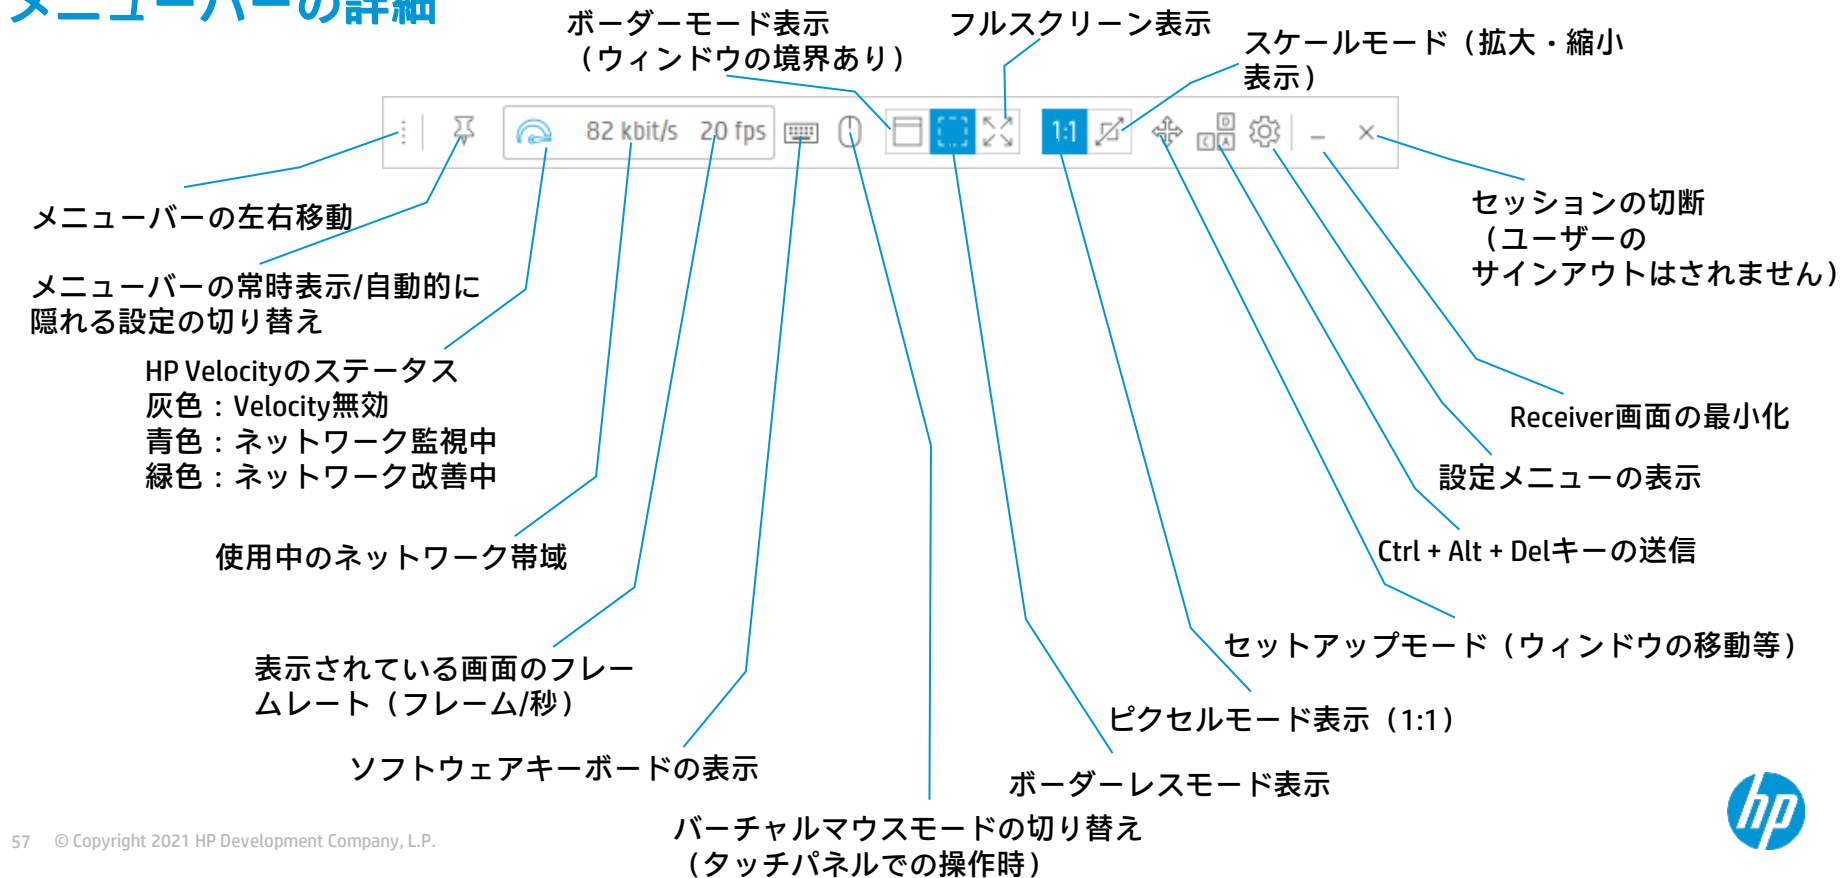 メニューバーの詳細
ボーダーモード表示
（ウィンドウの境界あり）
フルスクリーン表示
スケールモード（拡大・縮小
表示）
82 kbit/s 20 fps
1:1
D
C A
メニューバーの左右移動
メニューバーの常時表示/自動的に
隠れる設定の切り替え
HP Velocityのステータス
灰色：Velocity無効
青色：ネットワーク監視中
緑色：ネットワーク改善中
使用中のネットワーク帯域
表示されている画面のフレー
ムレート（フレーム/秒）
ソフトウェアキーボードの表示
バーチャルマウスモードの切り替え
（タッチパネルでの操作時）
ボーダーレスモード表示
ピクセルモード表示（1:1）
セットアップモード（ウィンドウの移動等）
Ctrl + Alt + Delキーの送信
設定メニューの表示
Receiver画面の最小化
セッションの切断
（ユーザーの
サインアウトはされません）
57 © Copyright 2021 HP Development Company, L.P.
hp